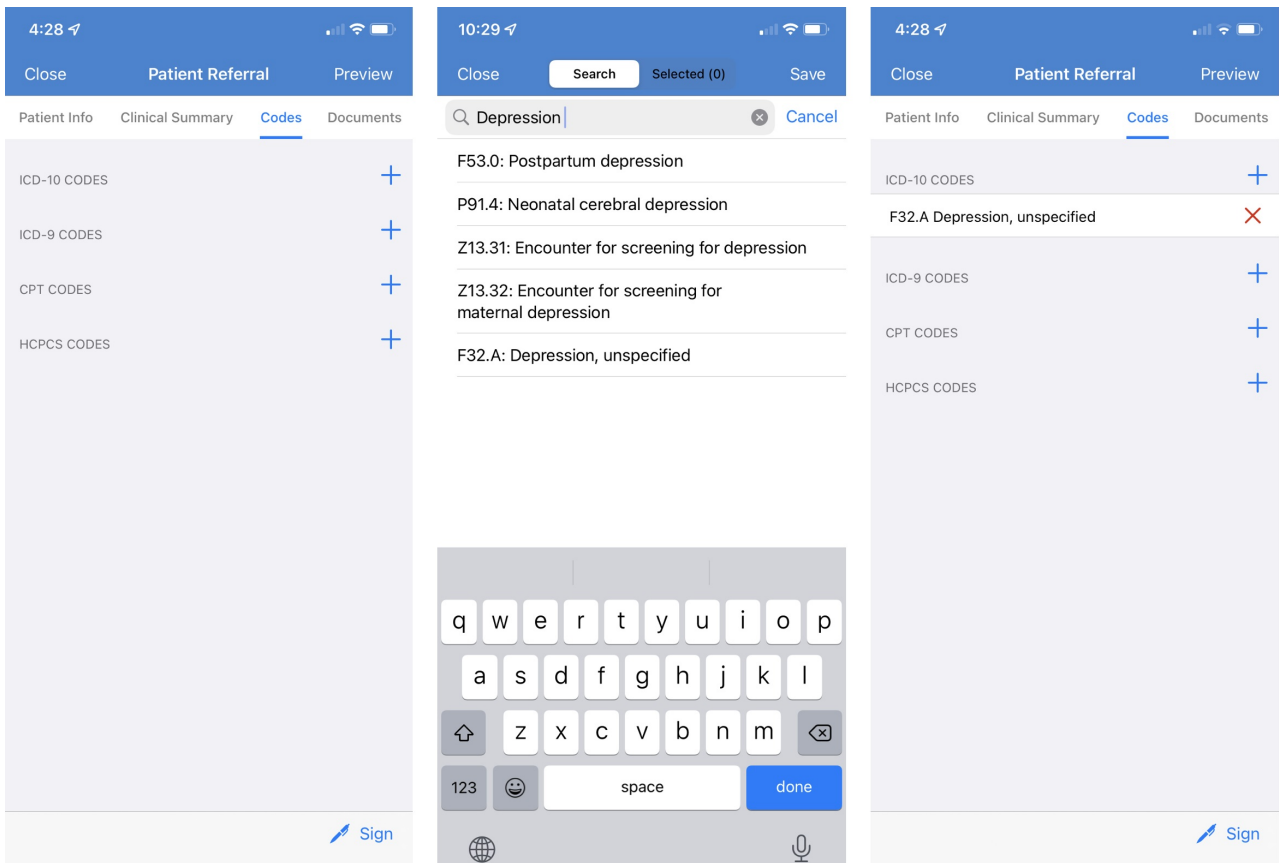 4:28
Close Patient Referral Preview
Patient Info Clinical Summary Codes Documents
ICD-10 CODES
ICD-9 CODES
CPT CODES
HCPCS CODES
Sign
10:29
Close Search Selected (0) Save
Depression Cancel
F53.0: Postpartum depression
P91.4: Neonatal cerebral depression
Z13.31: Encounter for screening for depression
Z13.32: Encounter for screening for
maternal depression
F32.A: Depression, unspecified
q w e r t y u i o p
a s d f g h j k l
z x c v b n m
123 space done
4:28
Close Patient Referral Preview
Patient Info Clinical Summary Codes Documents
ICD-10 CODES
F32.A Depression, unspecified
ICD-9 CODES
CPT CODES
HCPCS CODES
Sign